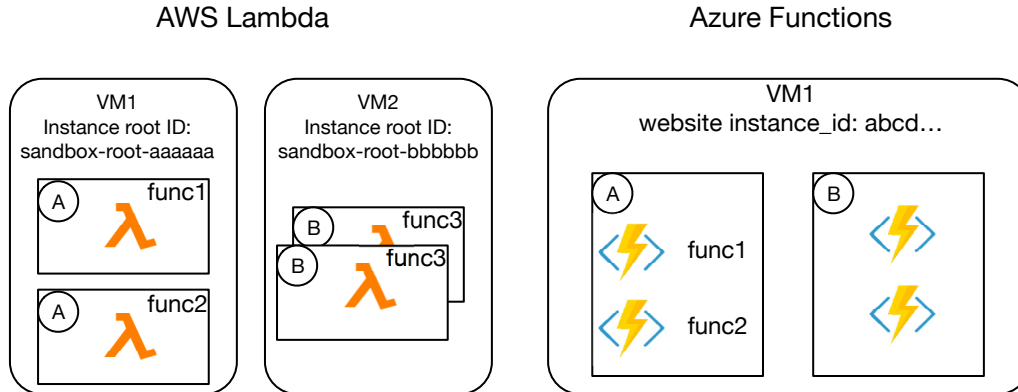 AWS Lambda
VM1
Instance root ID:
sandbox-root-aaaaaa
A
func1
A
func2
VM2
Instance root ID:
sandbox-root-bbbbbb
B
func3
B
func3
Azure Functions
VM1
website instance_id: abcd...
A
func1
func2
B